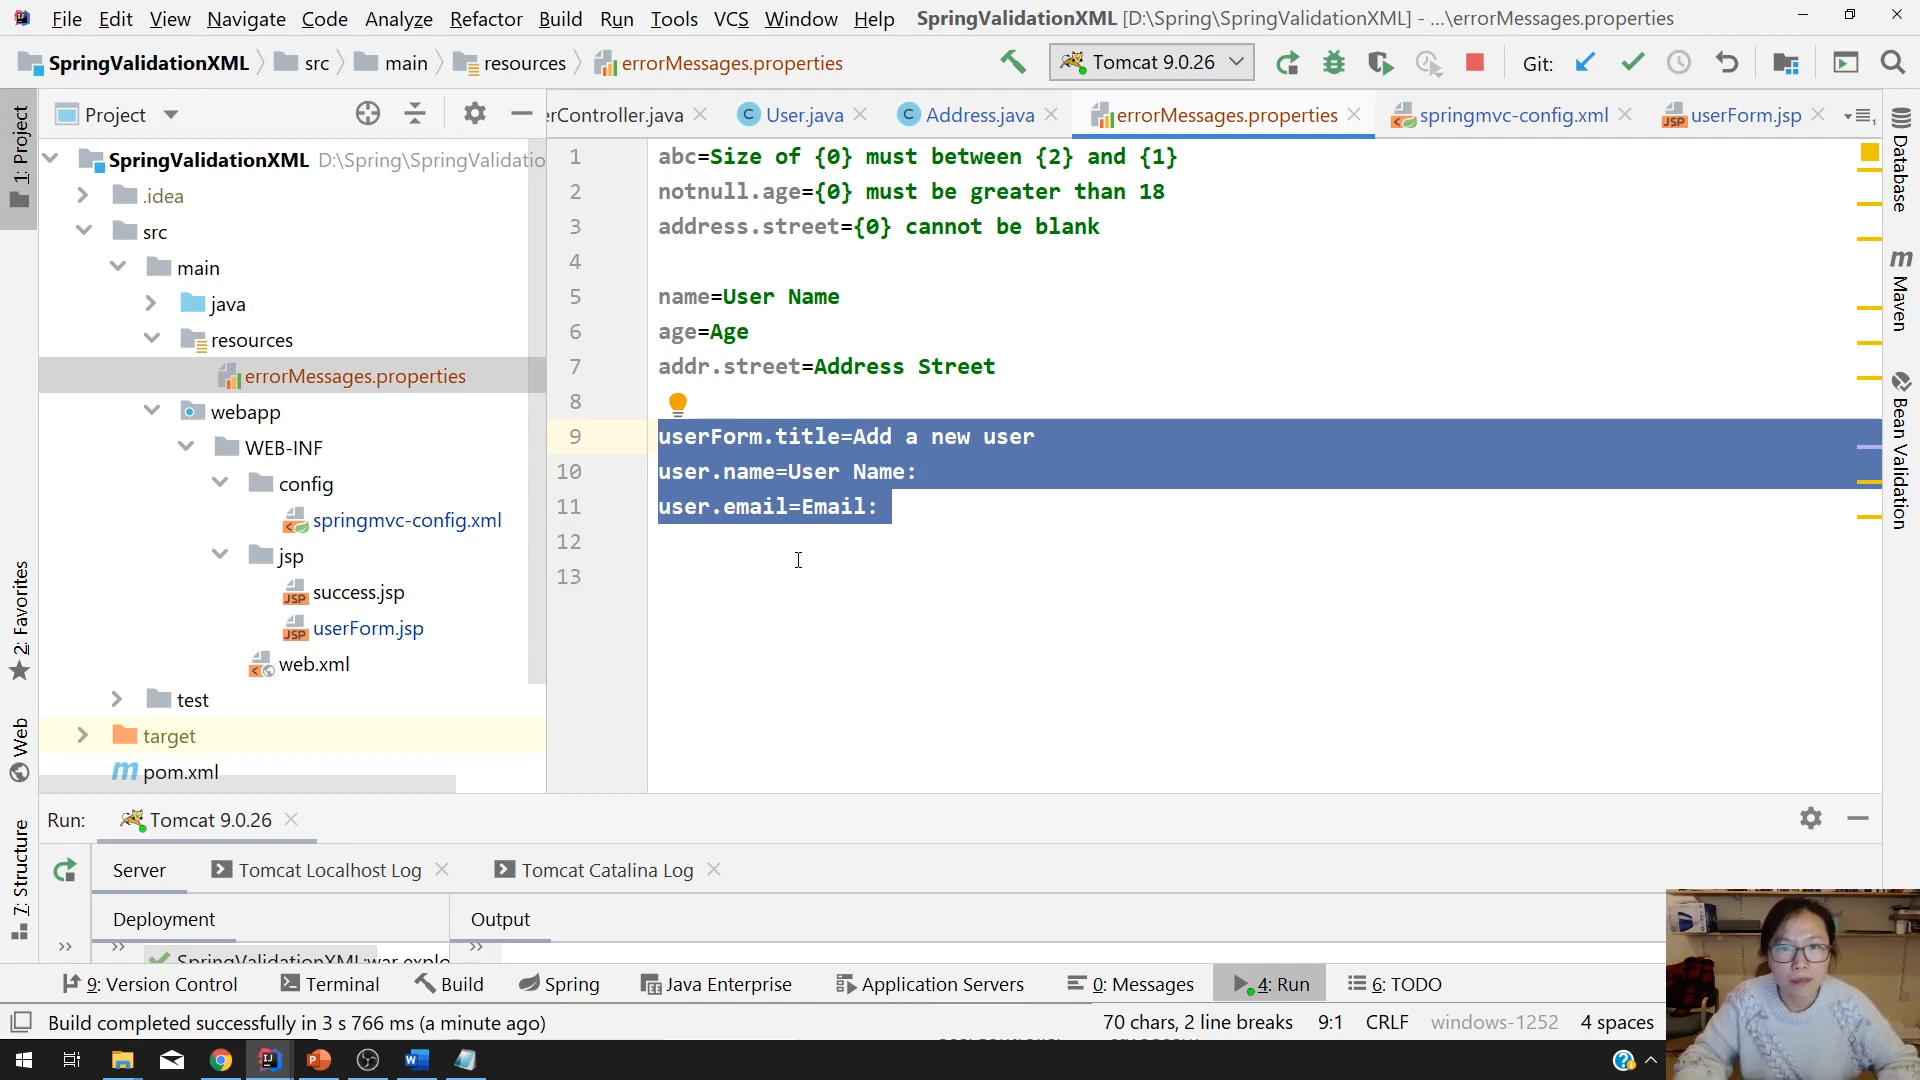 File Edit View Navigate Code Analyze Refactor Build Run Tools VCS Window Help SpringValidationXML [D:\Spring\SpringValidationXML] - ...\errorMessages.properties
SpringValidationXML src main resources errorMessages.properties Tomcat 9.0.26 Git:
1: Project
Project
erController.java User.java Address.java errorMessages.properties springmvc-config.xml userForm.jsp
SpringValidationXML D:\Spring\SpringValidatio
.idea
src
main
java
resources
errorMessages.properties
webapp
WEB-INF
config
springmvc-config.xml
jsp
success.jsp
userForm.jsp
web.xml
test
target
pom.xml
1 abc=Size of {0} must between {2} and {1}
2 notnull.age={0} must be greater than 18
3 address.street={0} cannot be blank
4
5 name=User Name
6 age=Age
7 addr.street=Address Street
8
9 userForm.title=Add a new user
10 user.name=User Name:
11 user.email=Email:
12
13
Database
Maven
Bean Validation
2: Favorites
Web
7: Structure
Run: Tomcat 9.0.26
Server Tomcat Localhost Log Tomcat Catalina Log
Deployment Output
SpringValidationXML:war explo
9: Version Control Terminal Build Spring Java Enterprise Application Servers 0: Messages 4: Run 6: TODO
Build completed successfully in 3 s 766 ms (a minute ago) 70 chars, 2 line breaks 9:1 CRLF windows-1252 4 spaces